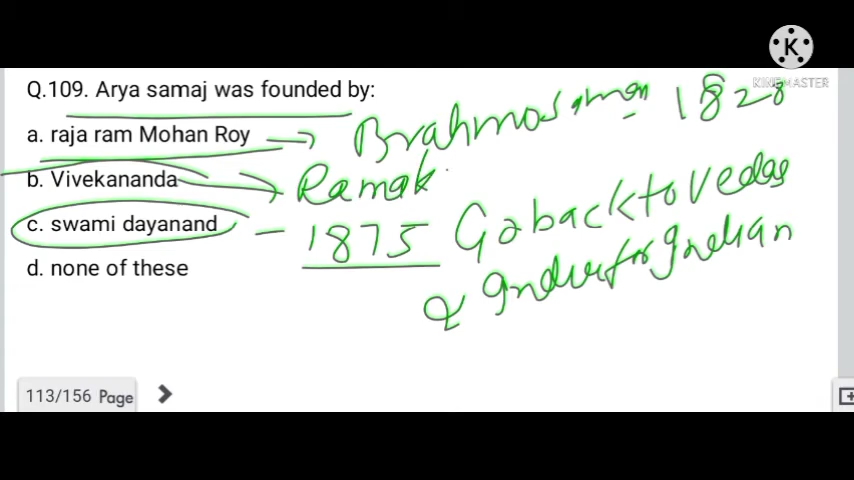 K
KINEMASTER
Q.109. Arya samaj was founded by:
a. raja ram Mohan Roy → Brahmosaman 1828
b. Vivekananda → Ramak
c. swami dayanand – 1875 Go back to Vedas
& India for Indian
d. none of these
113/156 Page